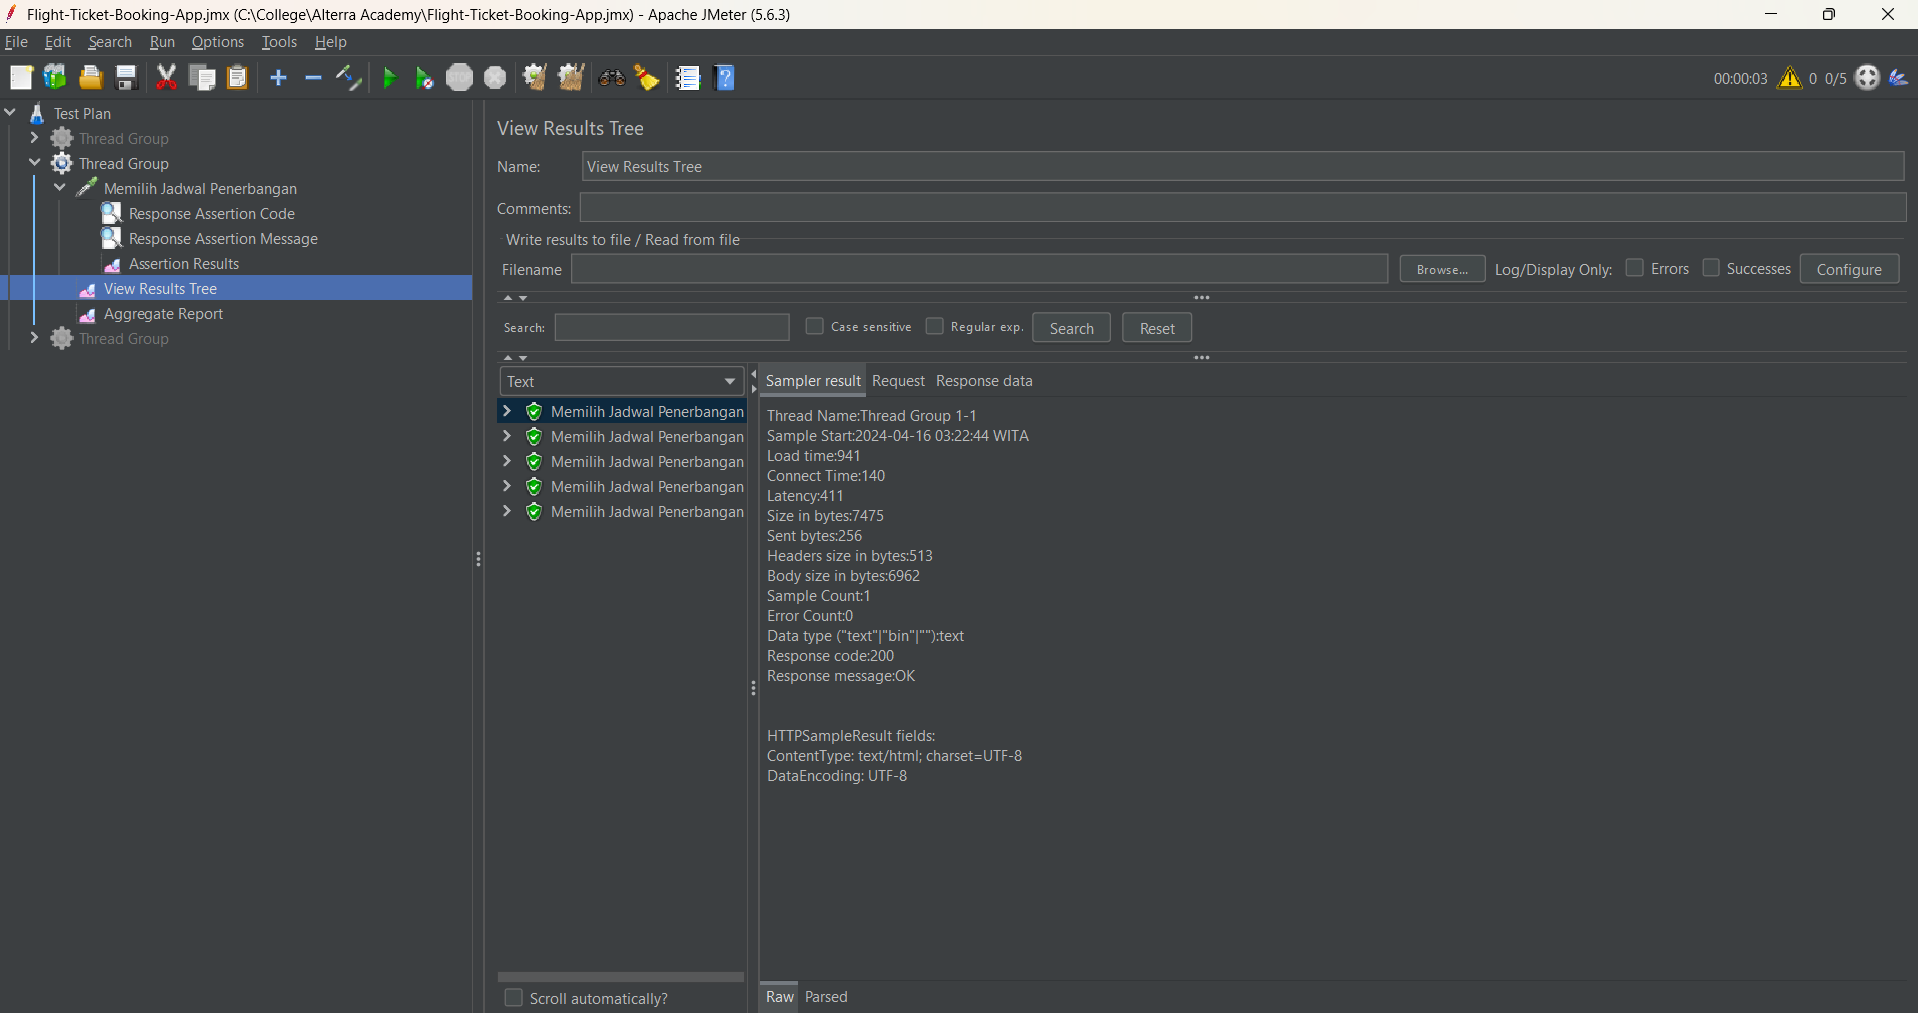 Flight-Ticket-Booking-App.jmx (C:\College\Alterra Academy\Flight-Ticket-Booking-App.jmx) - Apache JMeter (5.6.3)
File Edit Search Run Options Tools Help
STOP
00:00:03 0 0/5
Test Plan
Thread Group
Thread Group
Memilih Jadwal Penerbangan
Response Assertion Code
Response Assertion Message
Assertion Results
View Results Tree
Aggregate Report
Thread Group
View Results Tree
Name: View Results Tree
Comments:
Write results to file / Read from file
Filename Browse... Log/Display Only: Errors Successes Configure
Search: Case sensitive Regular exp. Search Reset
Text
Memilih Jadwal Penerbangan
Memilih Jadwal Penerbangan
Memilih Jadwal Penerbangan
Memilih Jadwal Penerbangan
Memilih Jadwal Penerbangan
Scroll automatically?
Sampler result Request Response data
Thread Name:Thread Group 1-1
Sample Start:2024-04-16 03:22:44 WITA
Load time:941
Connect Time:140
Latency:411
Size in bytes:7475
Sent bytes:256
Headers size in bytes:513
Body size in bytes:6962
Sample Count:1
Error Count:0
Data type ("text"|"bin"|""):text
Response code:200
Response message:OK
HTTPSampleResult fields:
ContentType: text/html; charset=UTF-8
DataEncoding: UTF-8
Raw Parsed